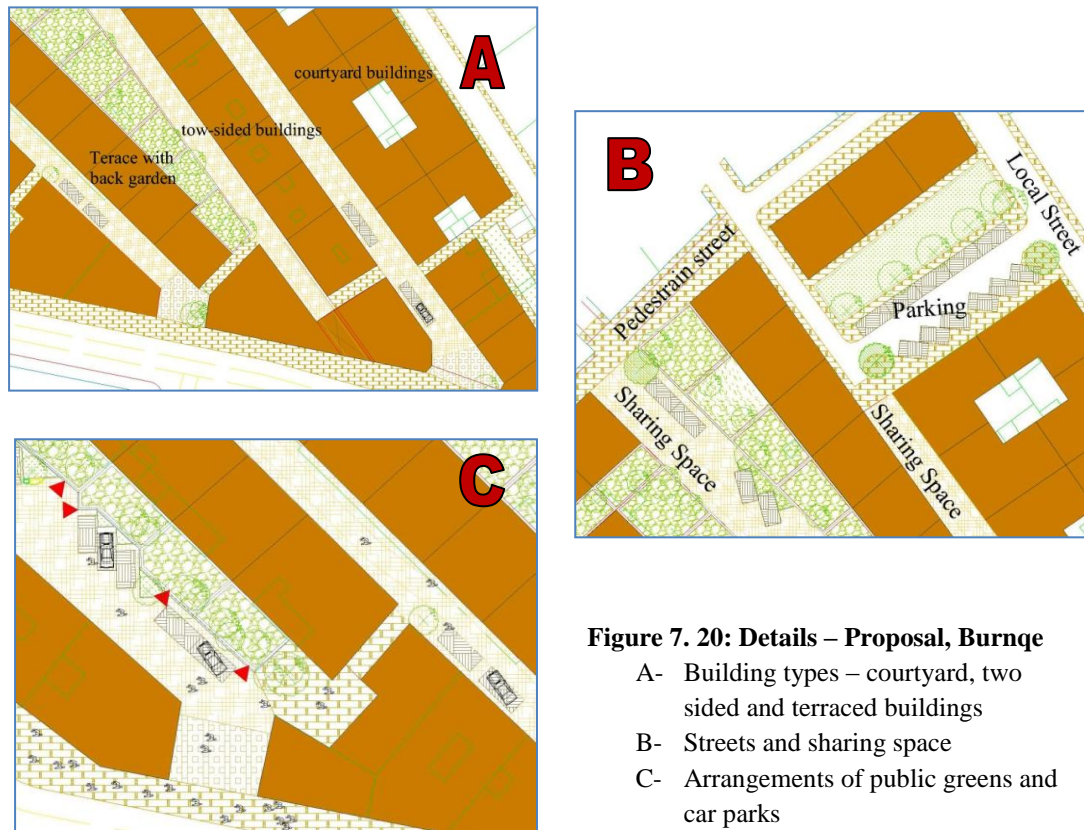 A
courtyard buildings
tow-sided buildings
Terace with
back garden
B
Local Street
Pedestrain street
Parking
Sharing Space
Sharing Space
C
Figure 7. 20: Details – Proposal, Burnqe
A- Building types – courtyard, two
sided and terraced buildings
B- Streets and sharing space
C- Arrangements of public greens and
car parks